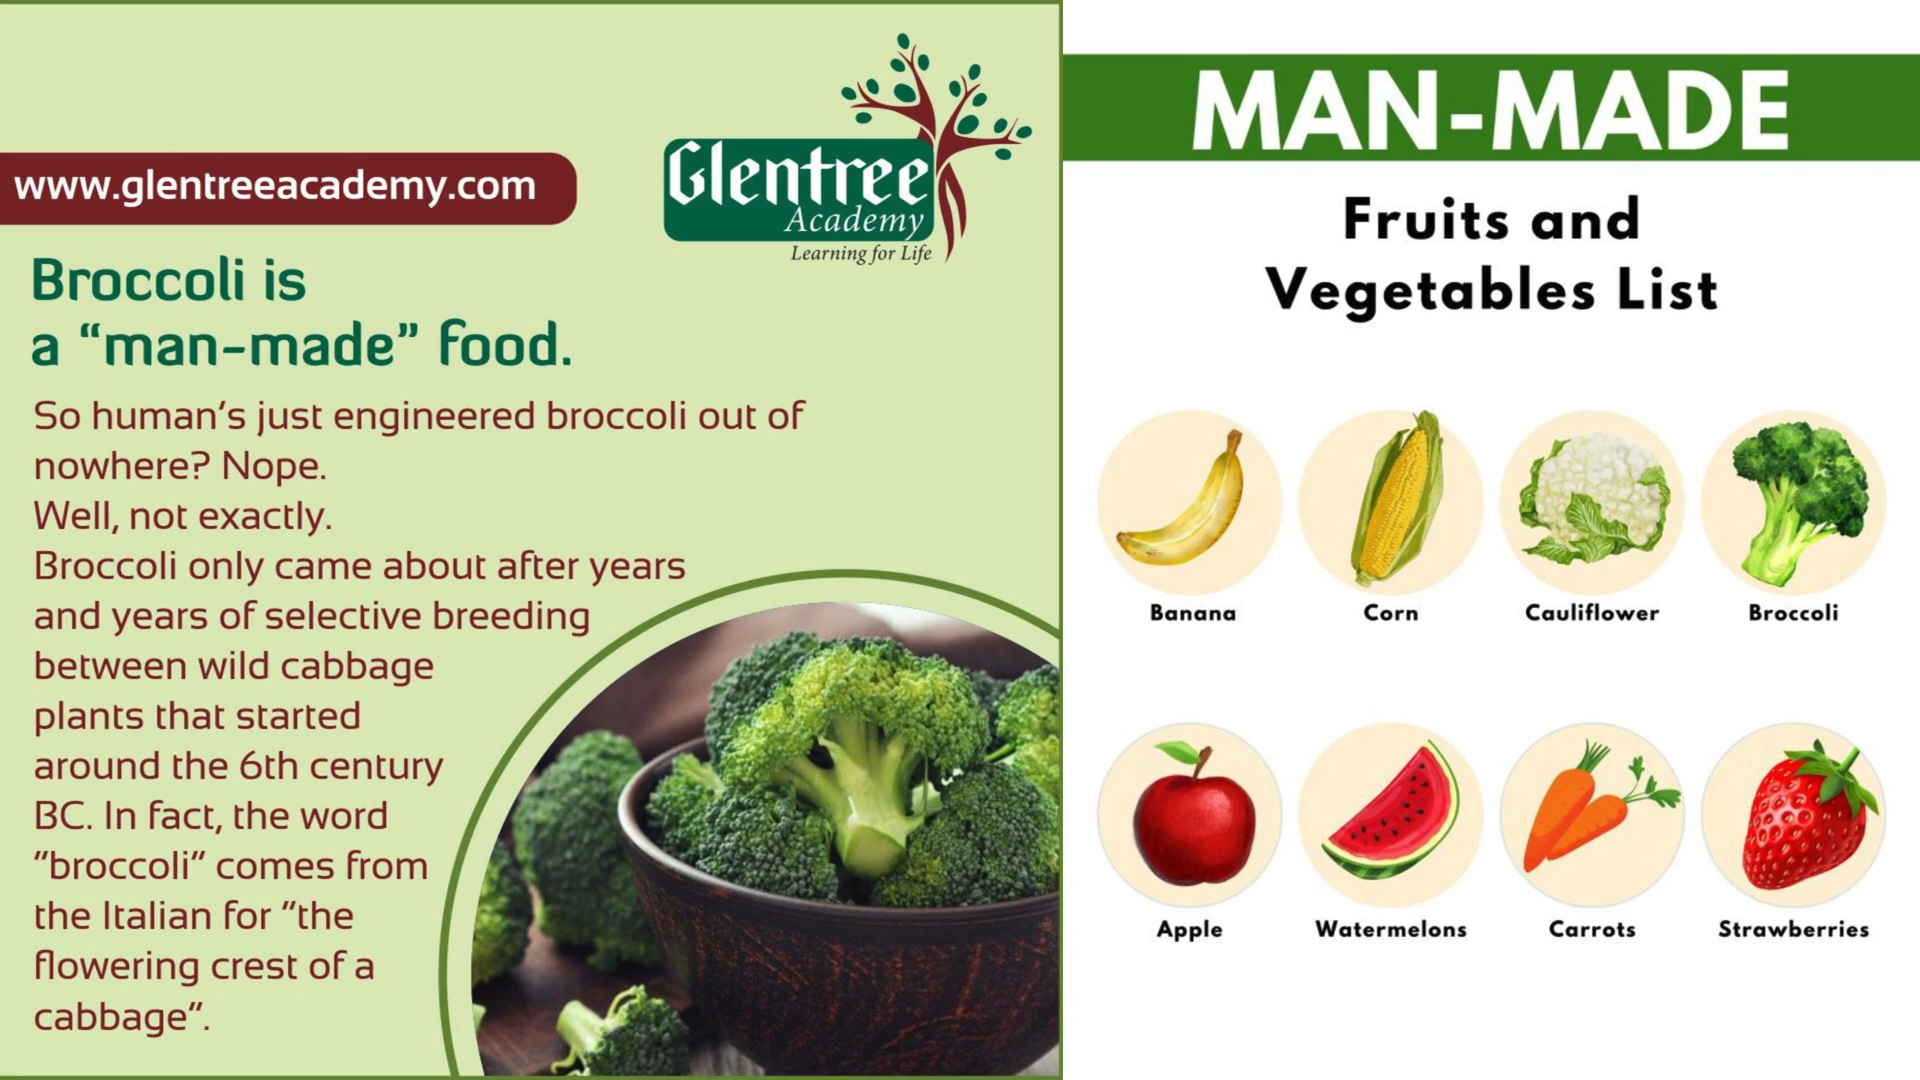 www.glentreeacademy.com
Glentree
Academy
Learning for Life
Broccoli is
a “man-made” food.
So human’s just engineered broccoli out of
nowhere? Nope.
Well, not exactly.
Broccoli only came about after years
and years of selective breeding
between wild cabbage
plants that started
around the 6th century
BC. In fact, the word
”broccoli” comes from
the Italian for “the
flowering crest of a
cabbage”.
MAN-MADE
Fruits and
Vegetables List
Banana
Corn
Cauliflower
Broccoli
Apple
Watermelons
Carrots
Strawberries